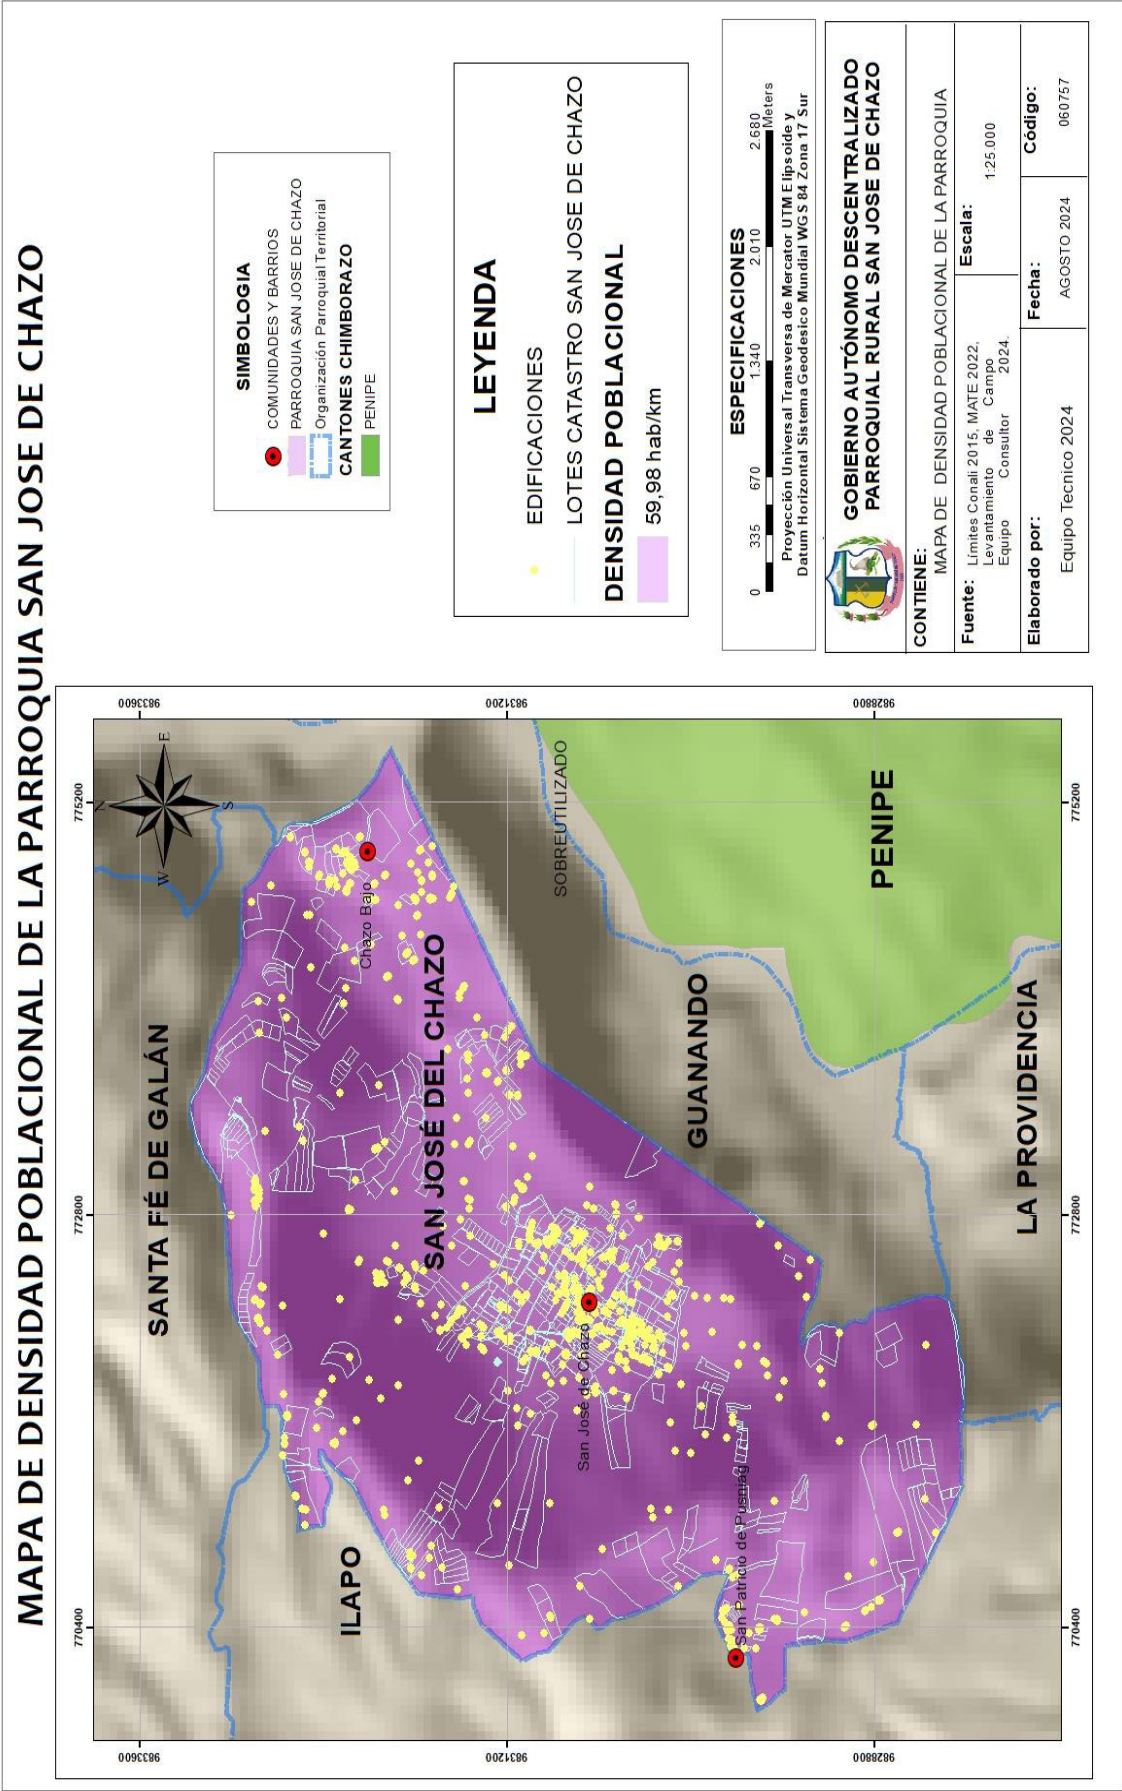 MAPA DE DENSIDAD POBLACIONAL DE LA PARROQUIA SAN JOSE DE CHAZO
770400
772800
775200
9833600
9831200
9828800
N
W
E
S
SANTA FÉ DE GALÁN
ILAPO
SAN JOSÉ DEL CHAZO
Chazo Bajo
San José de Chazo
San Patricio de Pusniag
SOBREUTILIZADO
GUANANDO
PENIPE
LA PROVIDENCIA
9833600
9831200
9828800
770400
772800
775200
SIMBOLOGIA
COMUNIDADES Y BARRIOS
PARROQUIA SAN JOSE DE CHAZO
Organización Parroquial Territorial
CANTONES CHIMBORAZO
PENIPE
LEYENDA
EDIFICACIONES
LOTES CATASTRO SAN JOSE DE CHAZO
DENSIDAD POBLACIONAL
59,98 hab/km
ESPECIFICACIONES
0 335 670 1.340 2.010 2.680
Meters
Proyección Universal Transversa de Mercator UTM Elipsoide y
Datum Horizontal Sistema Geodesico Mundial WGS 84 Zona 17 Sur
GOBIERNO AUTÓNOMO DESCENTRALIZADO
PARROQUIAL RURAL SAN JOSE DE CHAZO
CONTIENE:
MAPA DE DENSIDAD POBLACIONAL DE LA PARROQUIA
Fuente: Límites Conali 2015, MATE 2022,
Levantamiento de Campo
Equipo Consultor 2024.
Escala:
1:25.000
Elaborado por:
Equipo Tecnico 2024
Fecha:
AGOSTO 2024
Código:
060757